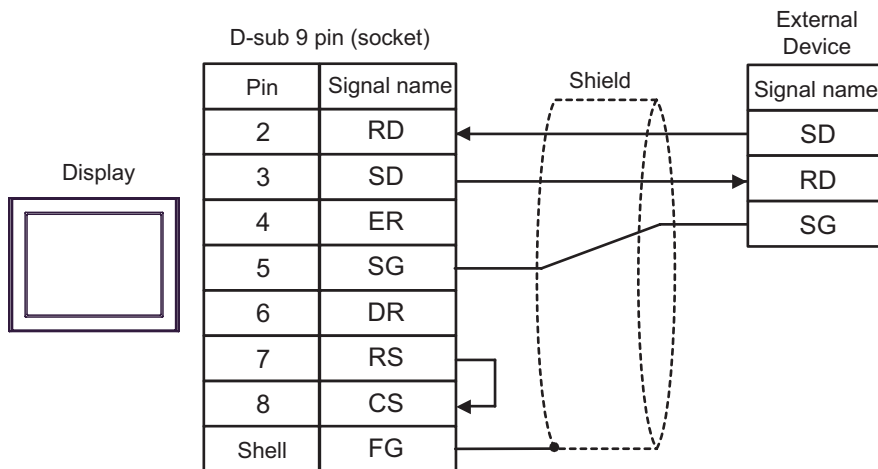 D-sub 9 pin (socket)
External
Device
Pin Signal name
Shield
Signal name
2 RD
SD
Display
3 SD
RD
4 ER
SG
5 SG
6 DR
7 RS
8 CS
Shell FG